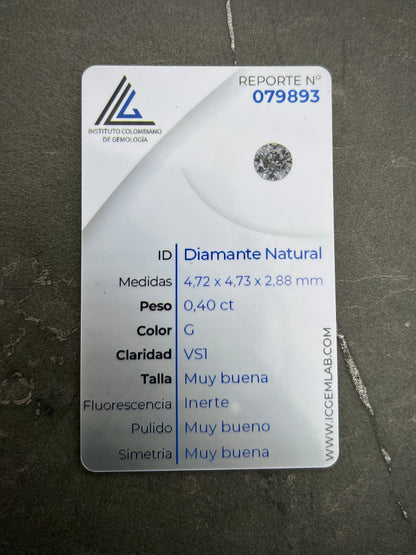 REPORTE Nº
079893
INSTITUTO COLOMBIANO
DE GEMOLOGÍA
ID Diamante Natural
Medidas 4,72 x 4,73 x 2,88 mm
Peso 0,40 ct
Color G
Claridad VS1
Talla Muy buena
Fluorescencia Inerte
Pulido Muy bueno
Simetria Muy buena
WWW.ICGEMLAB.COM